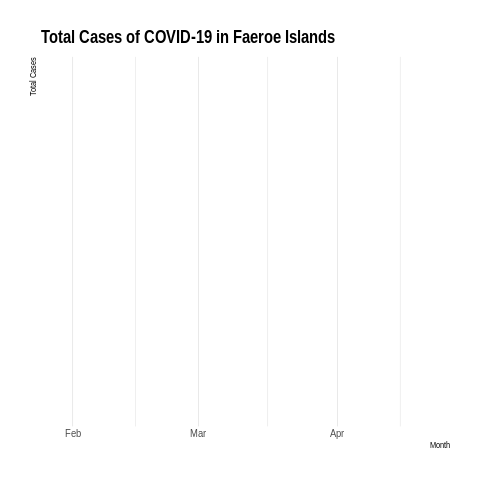 Total Cases of COVID-19 in Faeroe Islands
Total Cases
Feb
Mar
Apr
Month